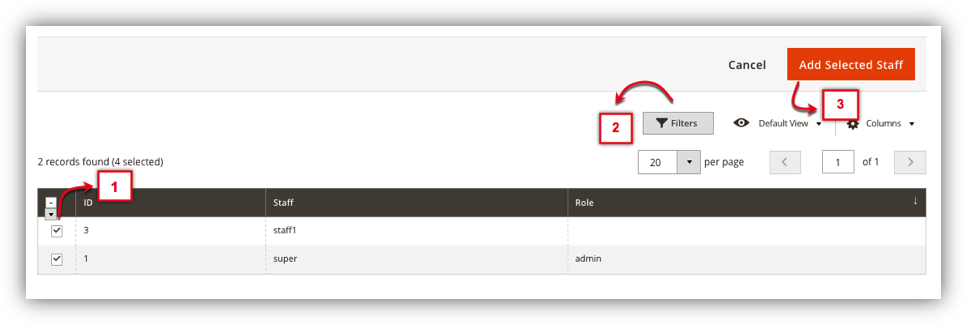 Cancel Add Selected Staff
3
2 Filters Default View Columns
2 records found (4 selected) 20 per page 1 of 1
1
ID Staff Role ↓
3 staff1
1 super admin